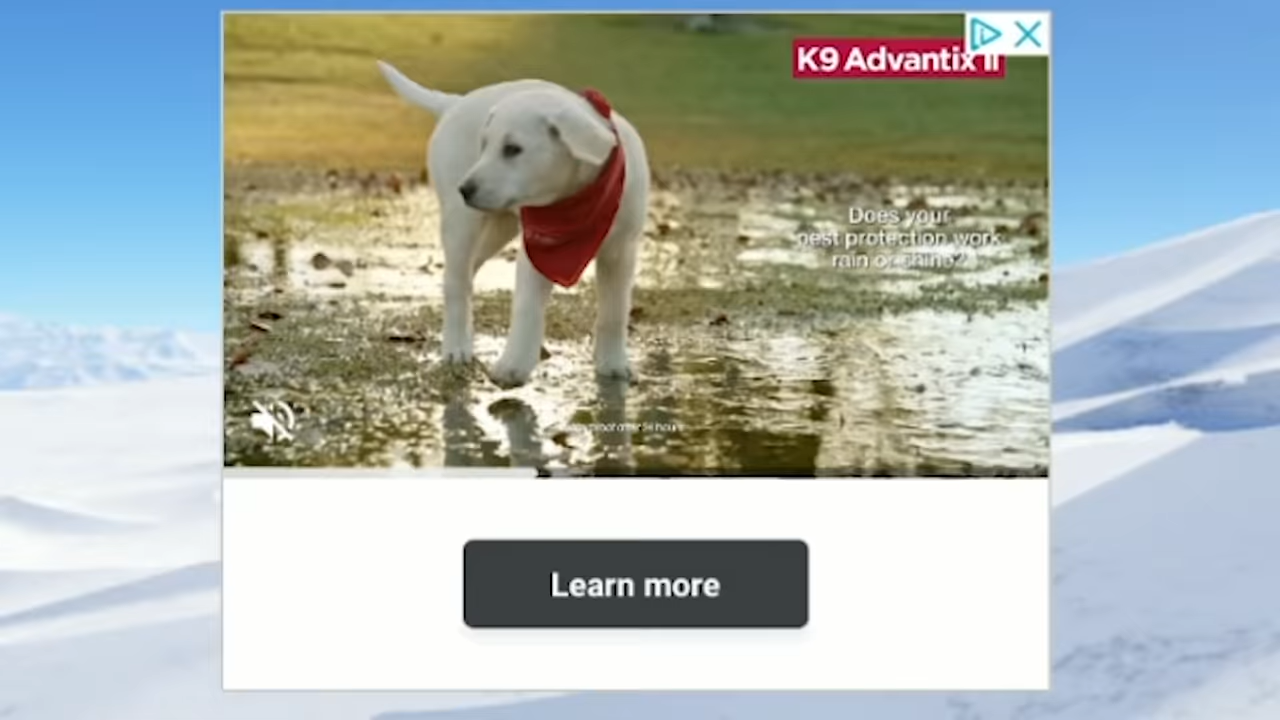 K9 Advantix II
Does your
pest protection work
rain or shine?
Learn more